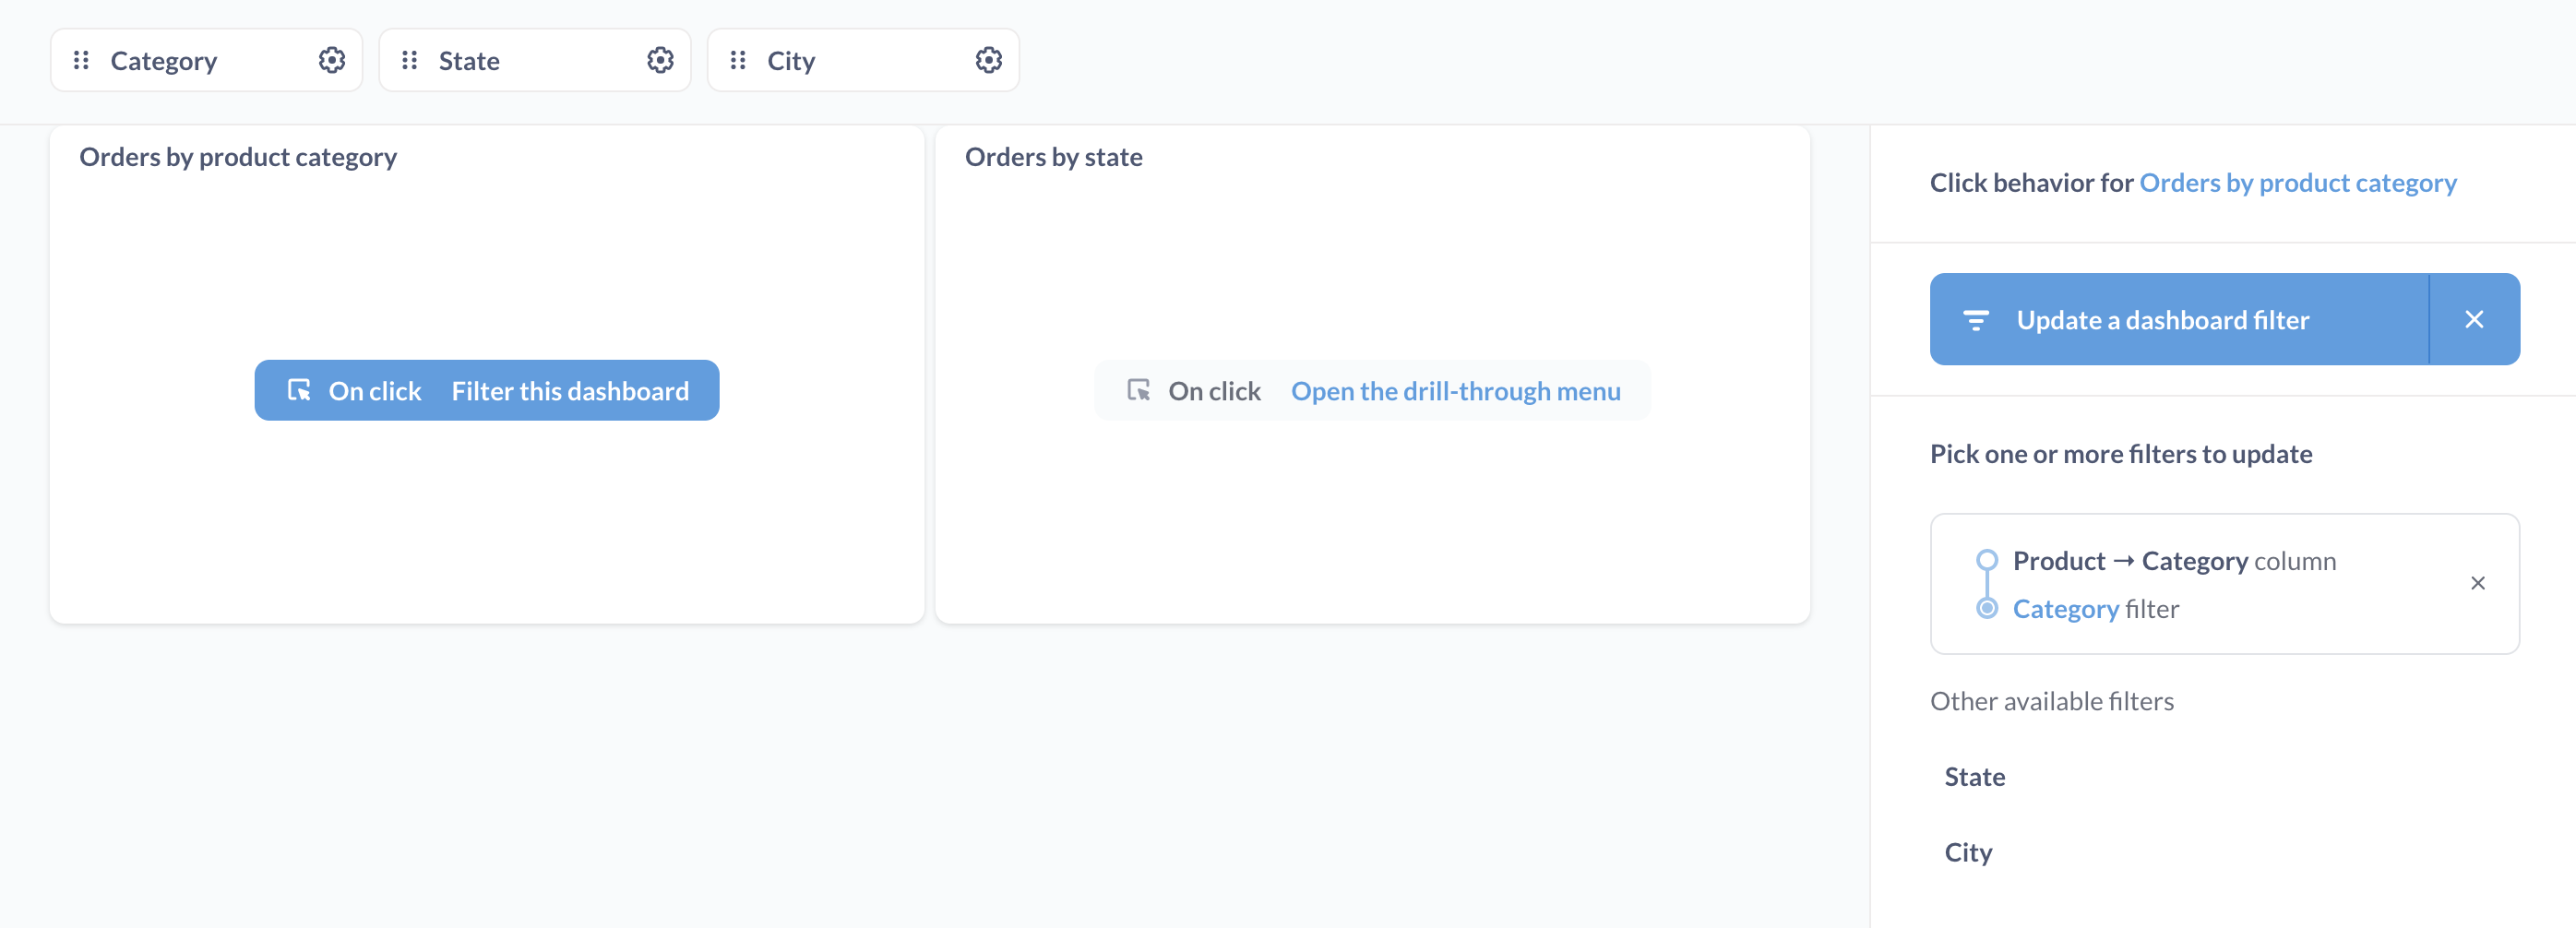 Category
State
City
Orders by product category
On click Filter this dashboard
Orders by state
On click Open the drill-through menu
Click behavior for Orders by product category
Update a dashboard filter
Pick one or more filters to update
Product → Category column
Category filter
Other available filters
State
City